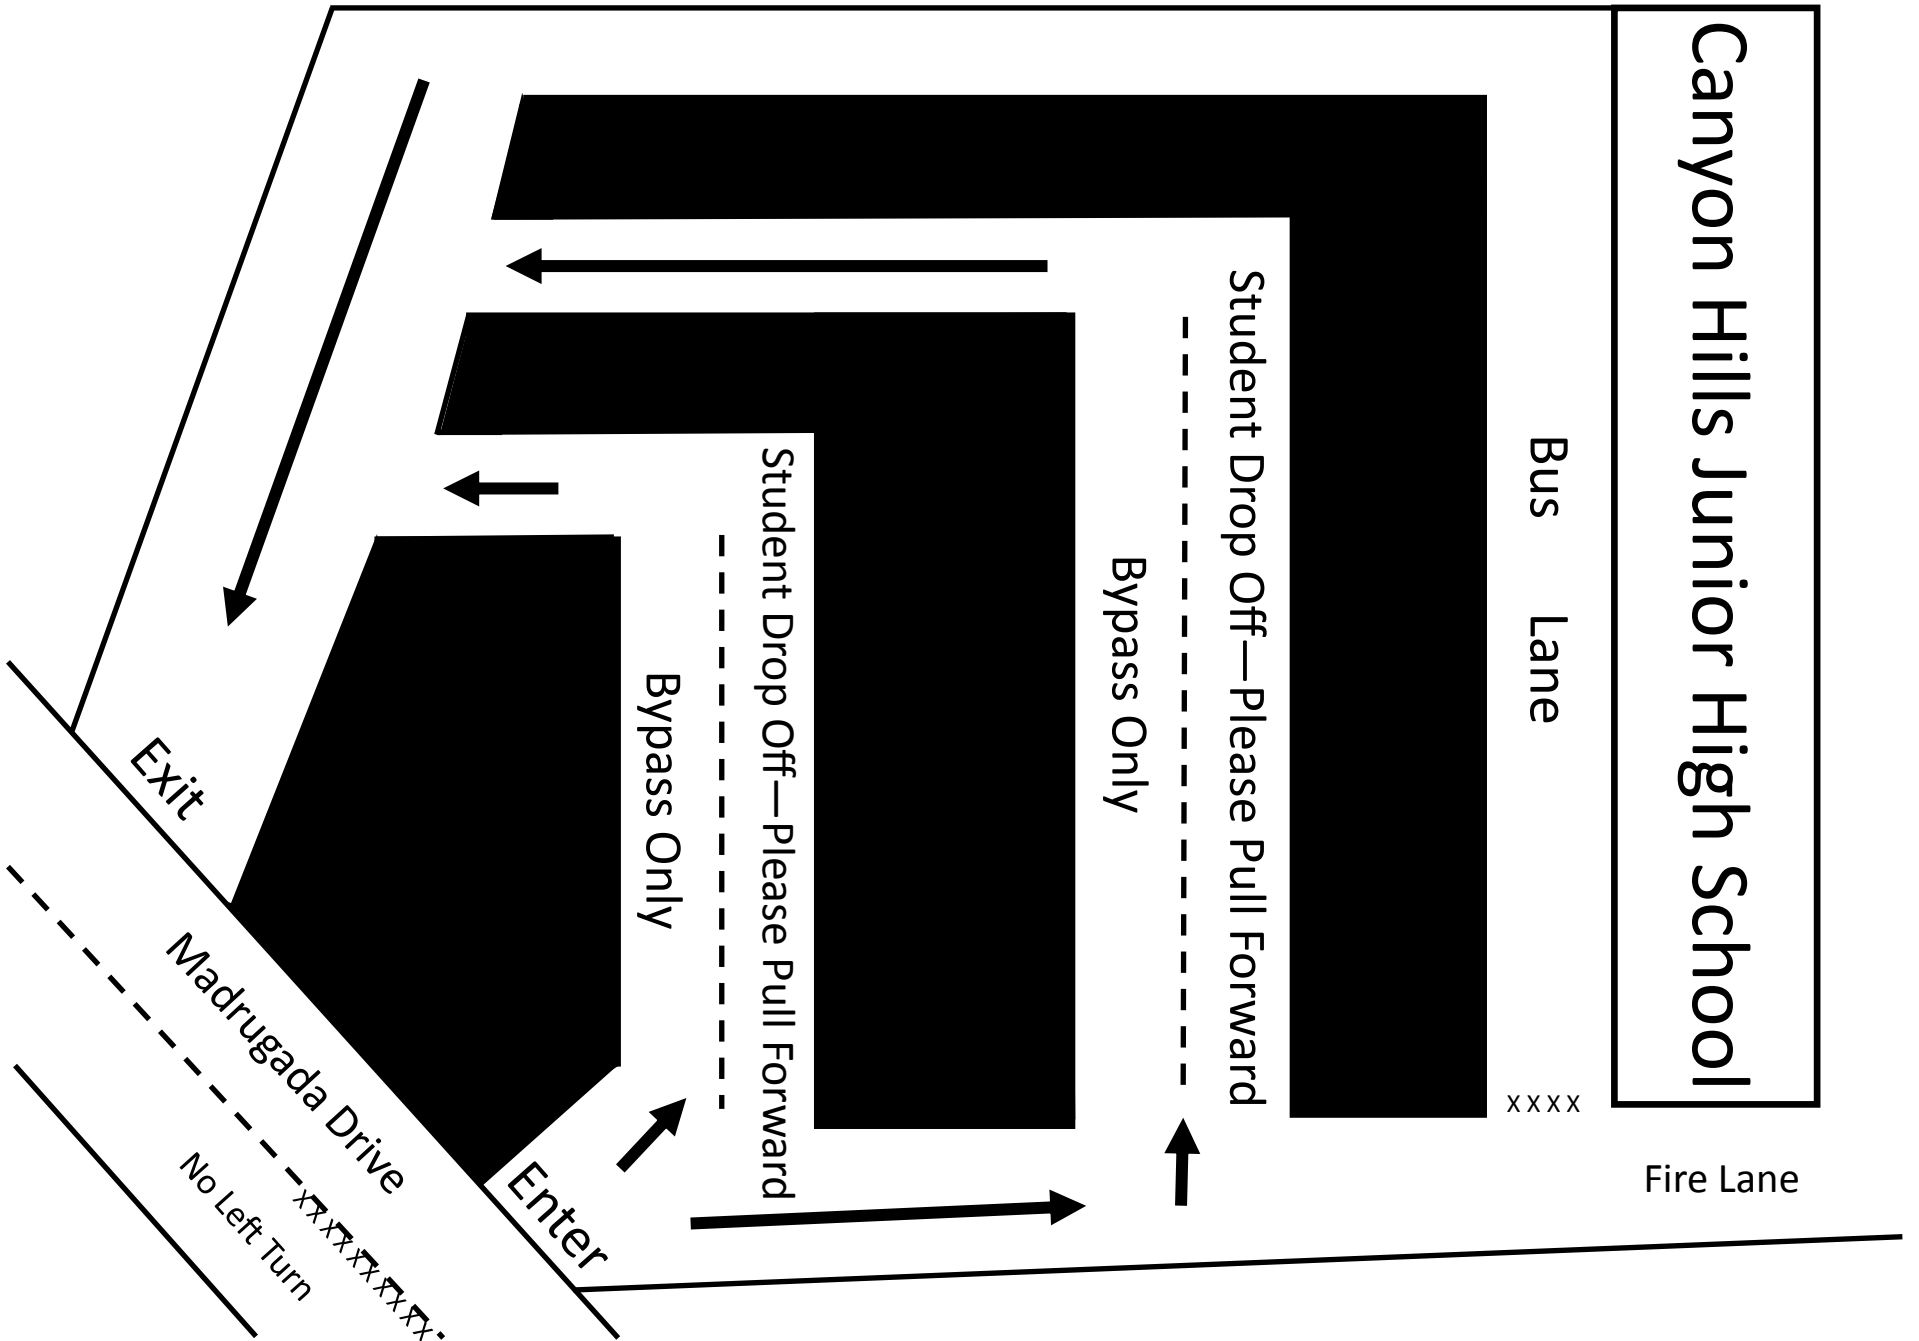 Canyon Hills Junior High School
Bus Lane
Student Drop Off—Please Pull Forward
Bypass Only
Student Drop Off—Please Pull Forward
Bypass Only
xxxx
Fire Lane
Exit
Enter
Madrugada Drive
xxxxxxxxxx
No Left Turn